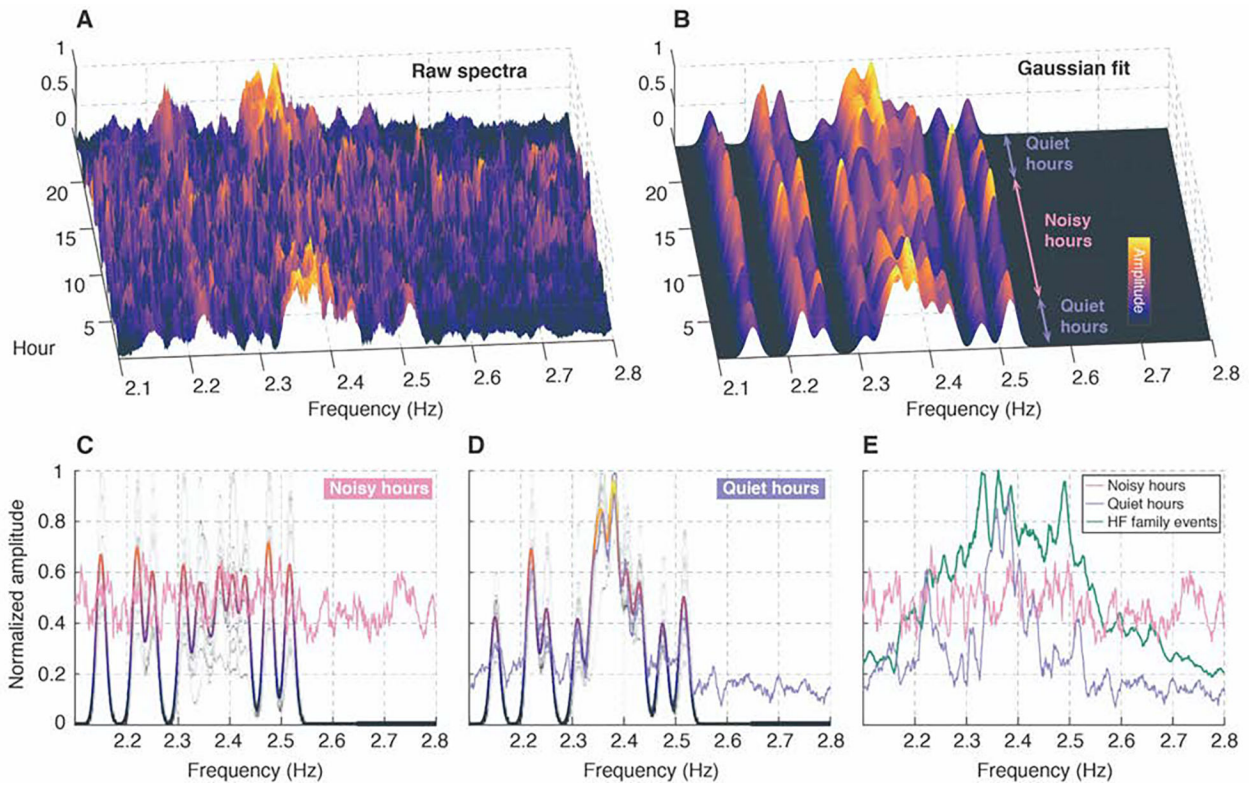 A
1
0.5
0
20
15
10
5
Hour
Raw spectra
2.1
2.2
2.3
2.4
2.5
2.6
2.7
2.8
Frequency (Hz)
B
1
0.5
0
20
15
10
5
Gaussian fit
Quiet
hours
Noisy
hours
Quiet
hours
Amplitude
2.1
2.2
2.3
2.4
2.5
2.6
2.7
2.8
Frequency (Hz)
C
Normalized amplitude
1
0.8
0.6
0.4
0.2
0
Noisy hours
2.2
2.3
2.4
2.5
2.6
2.7
2.8
Frequency (Hz)
D
Quiet hours
2.2
2.3
2.4
2.5
2.6
2.7
2.8
Frequency (Hz)
E
Noisy hours
Quiet hours
HF family events
2.2
2.3
2.4
2.5
2.6
2.7
2.8
Frequency (Hz)